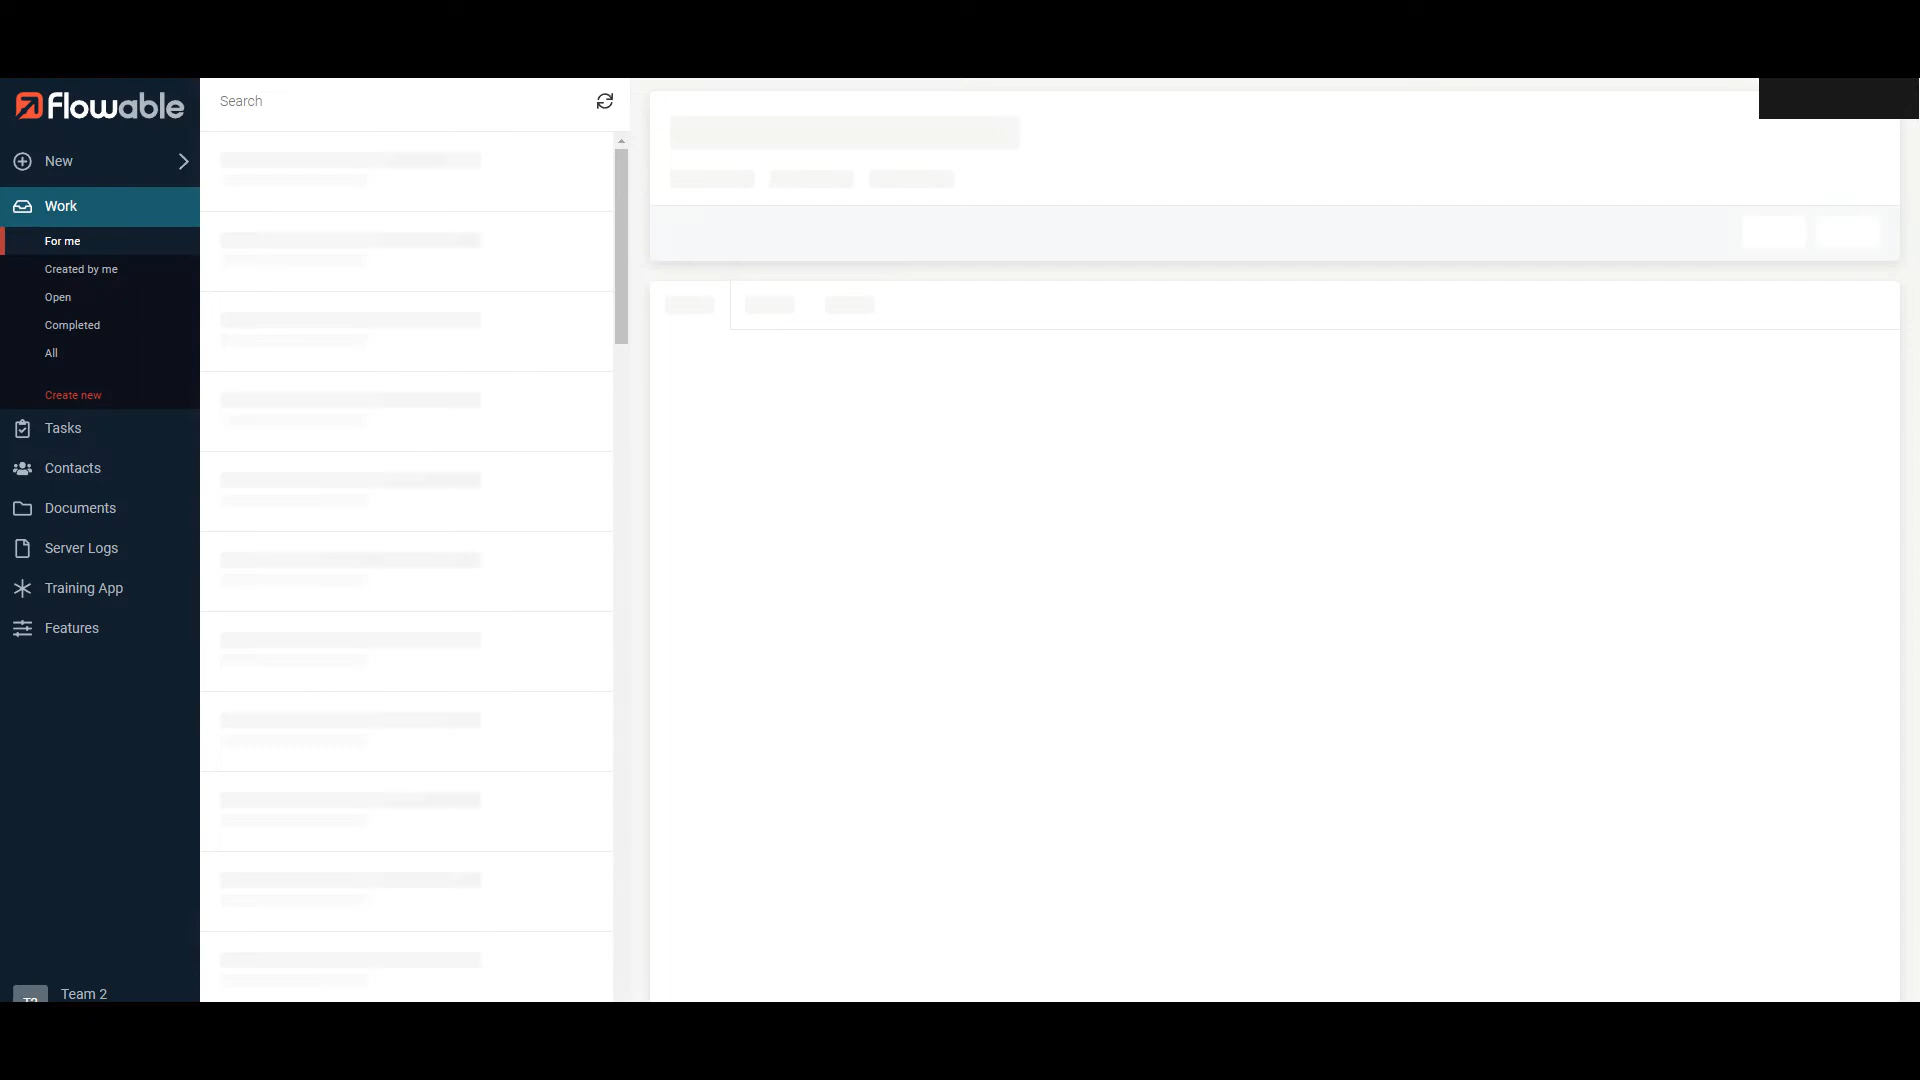 flowable
Search
New
Work
For me
Created by me
Open
Completed
All
Create new
Tasks
Contacts
Documents
Server Logs
Training App
Features
Team 2